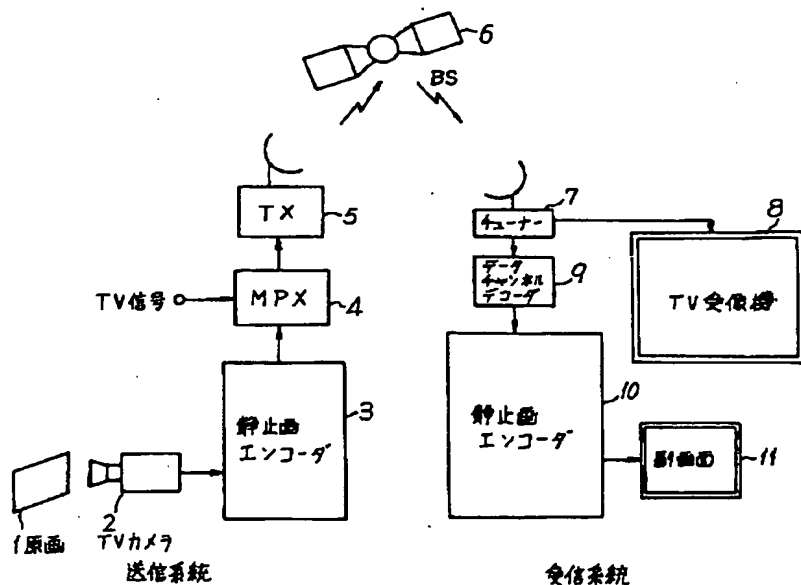 6
BS
TX
5
7
チューナー
8
TV信号
MPX
4
データ
チャンネル
デコーダ
9
TV受像機
3
静止画
エンコーダ
10
静止画
エンコーダ
副画面
11
1原画
2
TVカメラ
送信系統
受信系統